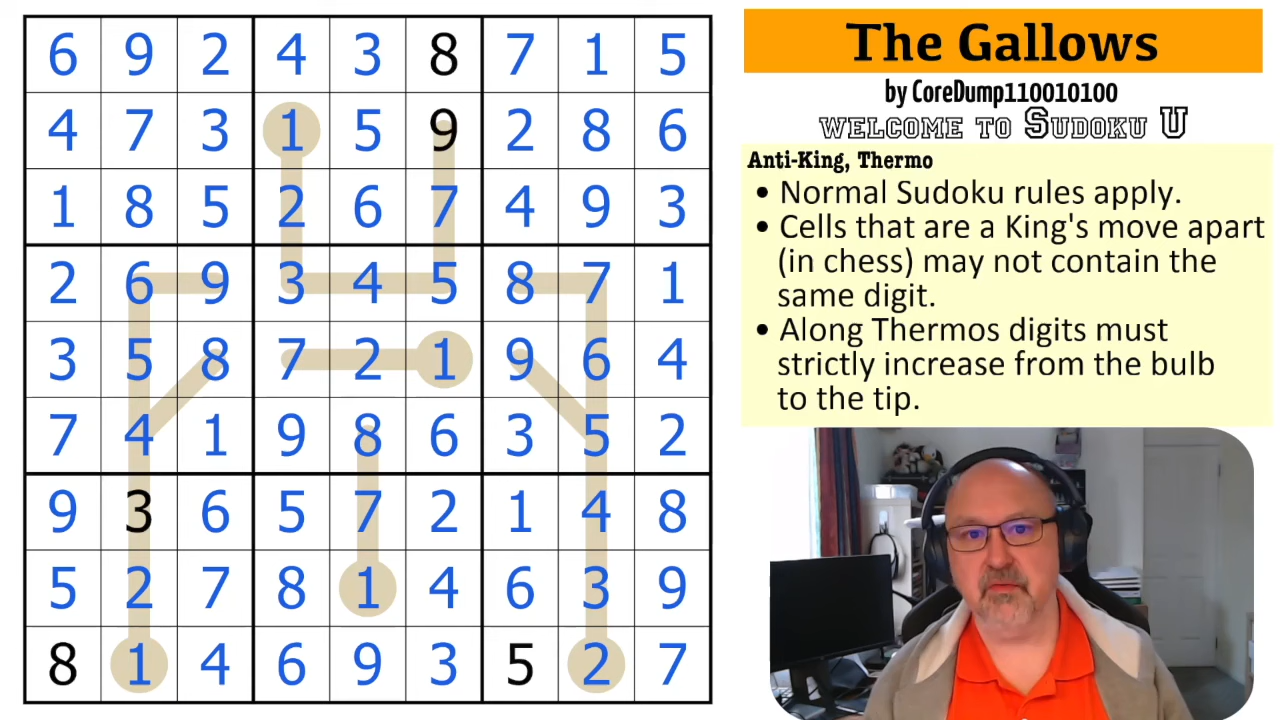 The Gallows
by CoreDump110010100
WELCOME TO SUDOKU U
Anti-King, Thermo
• Normal Sudoku rules apply.
• Cells that are a King's move apart
(in chess) may not contain the
same digit.
• Along Thermos digits must
strictly increase from the bulb
to the tip.
6 9 2 4 3 8 7 1 5
4 7 3 1 5 9 2 8 6
1 8 5 2 6 7 4 9 3
2 6 9 3 4 5 8 7 1
3 5 8 7 2 1 9 6 4
7 4 1 9 8 6 3 5 2
9 3 6 5 7 2 1 4 8
5 2 7 8 1 4 6 3 9
8 1 4 6 9 3 5 2 7